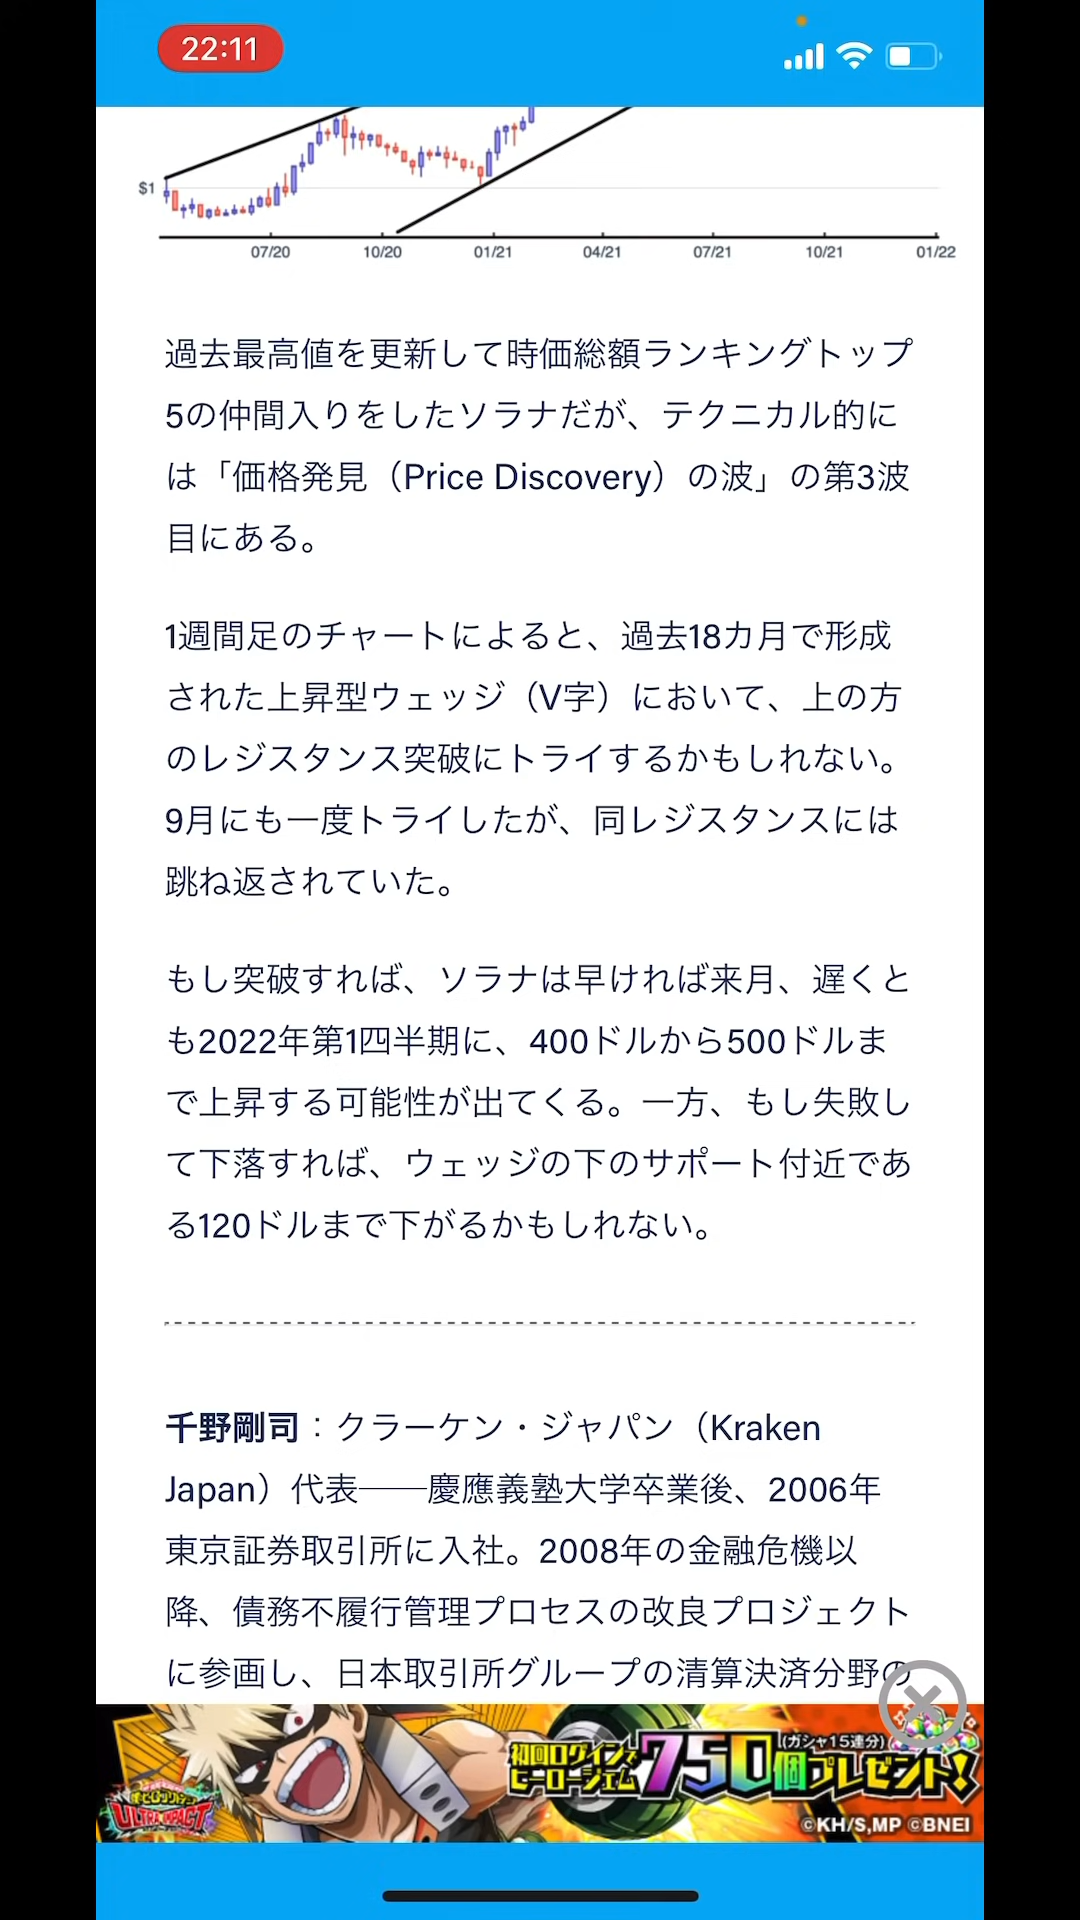 22:11
$1
07/20 10/20 01/21 04/21 07/21 10/21 01/22
過去最高値を更新して時価総額ランキングトップ
5の仲間入りをしたソラナだが、テクニカル的に
は「価格発見（Price Discovery）の波」の第3波
目にある。
1週間足のチャートによると、過去18カ月で形成
された上昇型ウェッジ（V字）において、上の方
のレジスタンス突破にトライするかもしれない。
9月にも一度トライしたが、同レジスタンスには
跳ね返されていた。
もし突破すれば、ソラナは早ければ来月、遅くと
も2022年第1四半期に、400ドルから500ドルま
で上昇する可能性が出てくる。一方、もし失敗し
て下落すれば、ウェッジの下のサポート付近であ
る120ドルまで下がるかもしれない。
千野剛司：クラーケン・ジャパン（Kraken
Japan）代表──慶應義塾大学卒業後、2006年
東京証券取引所に入社。2008年の金融危機以
降、債務不履行管理プロセスの改良プロジェクト
に参画し、日本取引所グループの清算決済分野の
初回ログインで
ヒーロージェム
750個プレゼント!
(ガシャ15連分)
ULTRA IMPACT
©KH/S,MP ©BNEI